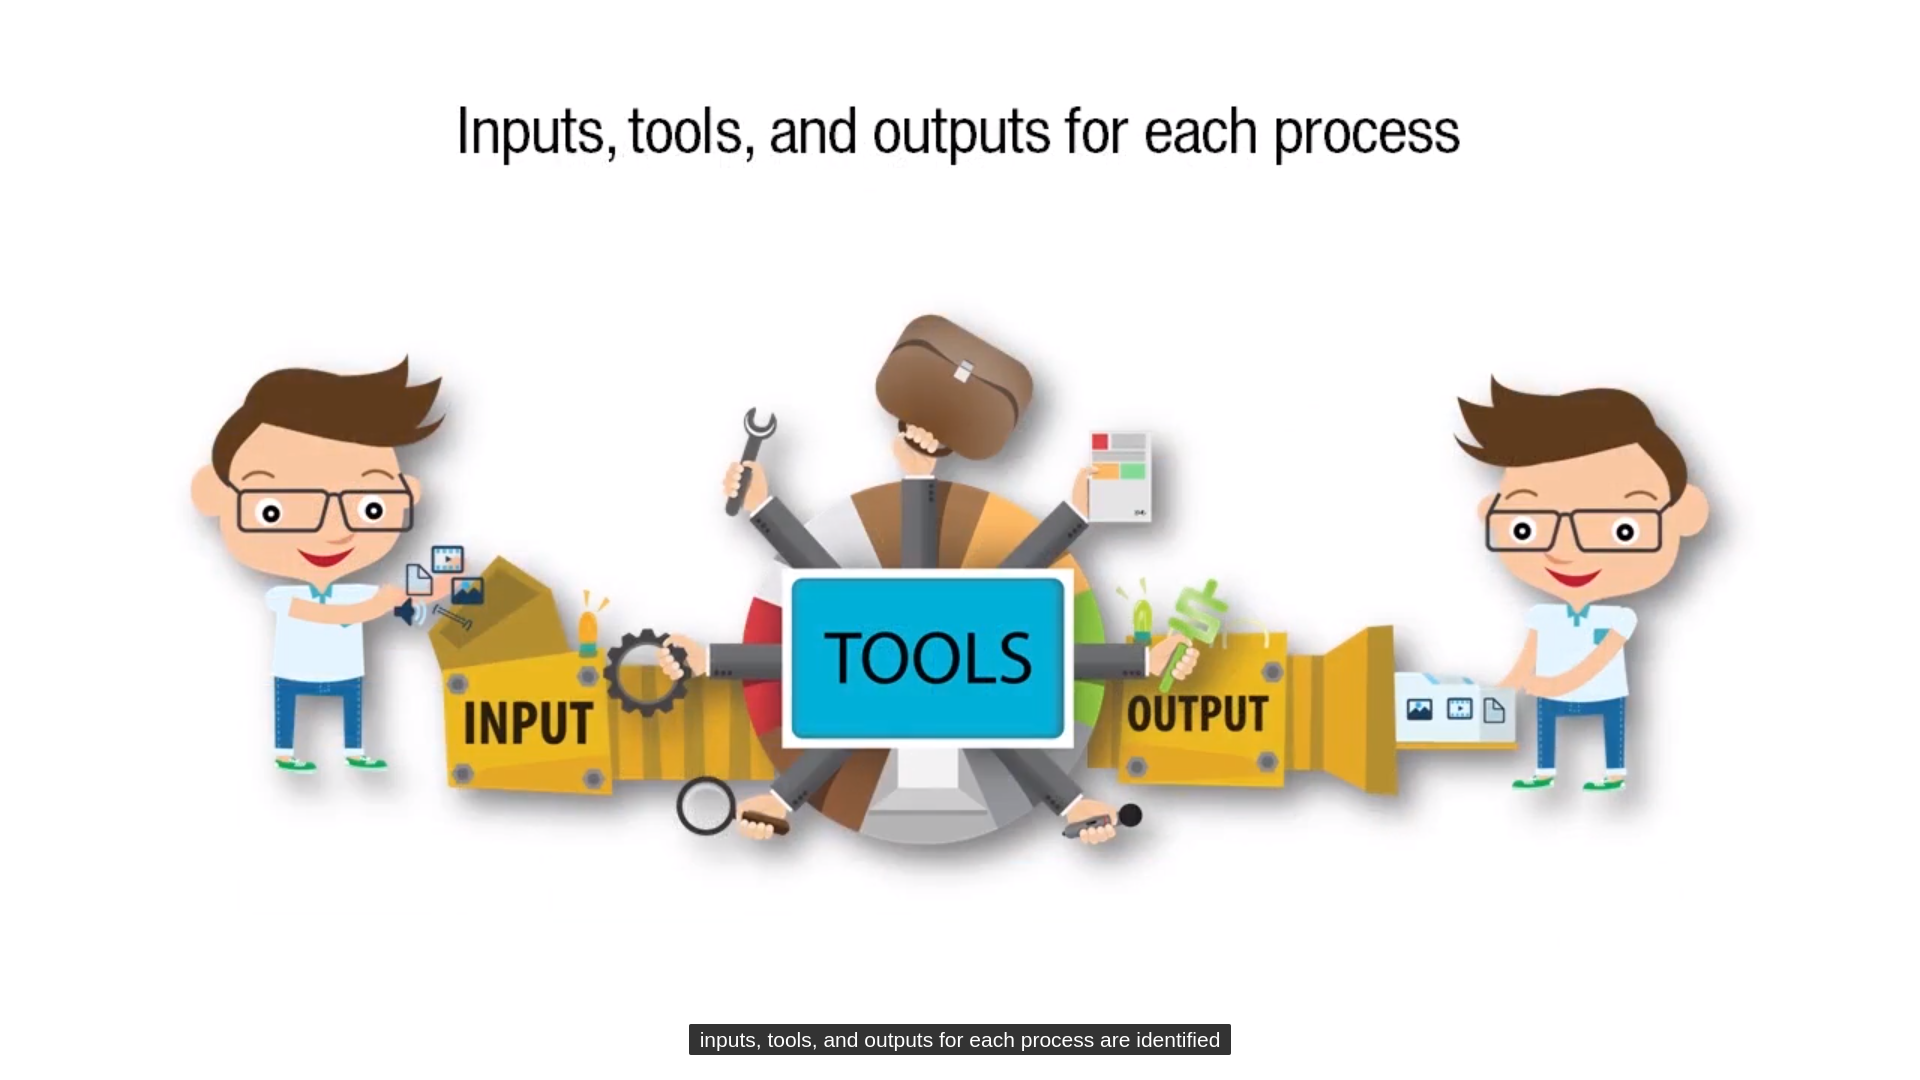 Inputs, tools, and outputs for each process
TOOLS
INPUT
OUTPUT
inputs, tools, and outputs for each process are identified